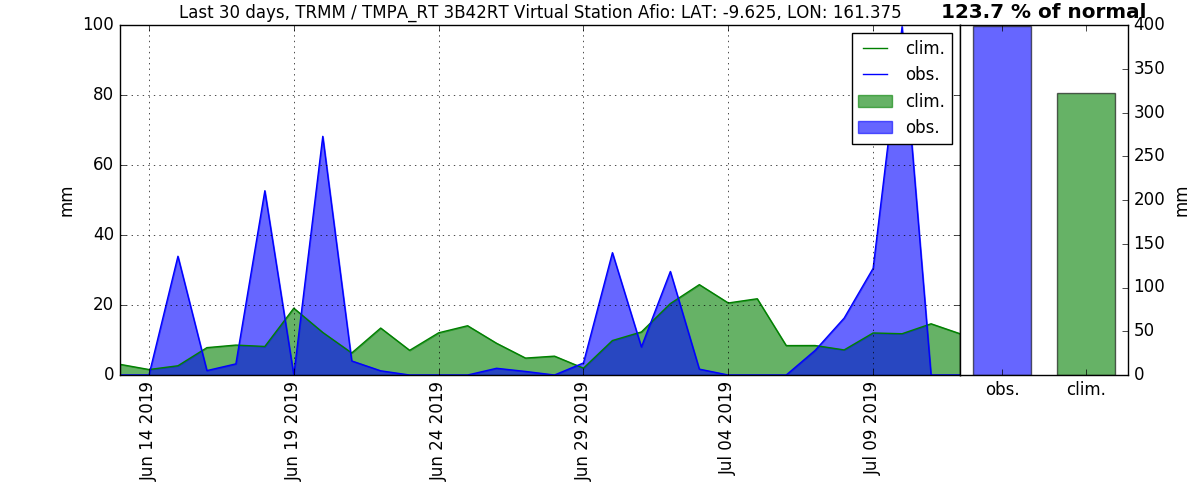 Last 30 days, TRMM / TMPA_RT 3B42RT Virtual Station Afio: LAT: -9.625, LON: 161.375
123.7 % of normal
100
80
60
40
20
0
mm
clim.
obs.
clim.
obs.
400
350
300
250
200
150
100
50
0
mm
Jun 14 2019
Jun 19 2019
Jun 24 2019
Jun 29 2019
Jul 04 2019
Jul 09 2019
obs.
clim.